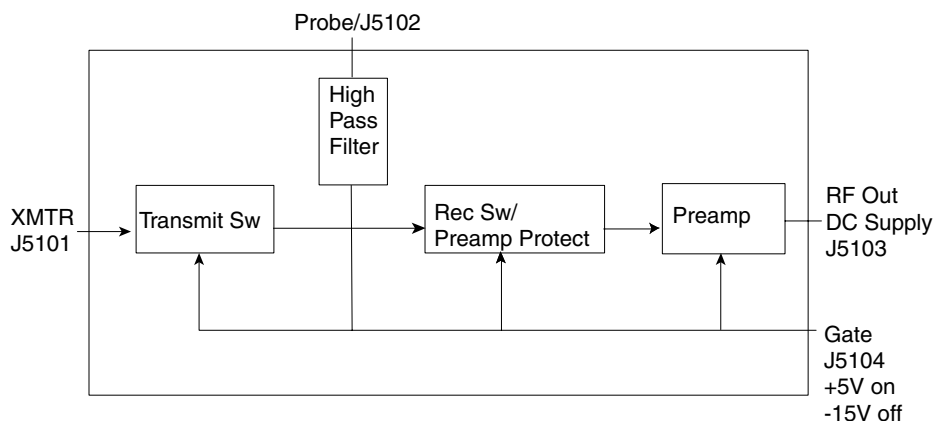 Probe/J5102
High
Pass
Filter
XMTR
J5101
Transmit Sw
Rec Sw/
Preamp Protect
Preamp
RF Out
DC Supply
J5103
Gate
J5104
+5V on
-15V off